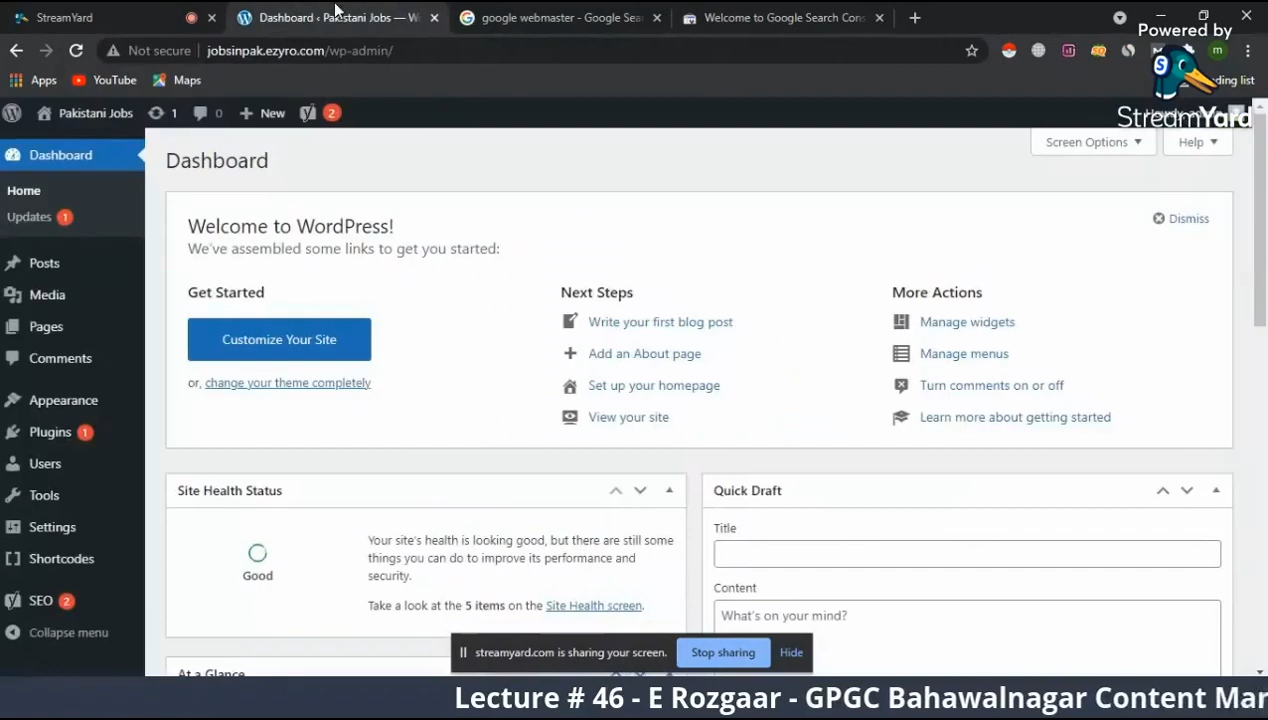 StreamYard
Dashboard ‹ Pakistani Jobs — W
google webmaster - Google Sea
Welcome to Google Search Cons
Powered by
Not secure
jobsinpak.ezyro.com/wp-admin/
m
Apps
YouTube
Maps
ding list
StreamYard
Pakistani Jobs
1
0
New
2
Dashboard
Home
Updates 1
Posts
Media
Pages
Comments
Appearance
Plugins 1
Users
Tools
Settings
Shortcodes
SEO 2
Collapse menu
Dashboard
Screen Options
Help
Welcome to WordPress!
Dismiss
We've assembled some links to get you started:
Get Started
Customize Your Site
or, change your theme completely
Next Steps
Write your first blog post
Add an About page
Set up your homepage
View your site
More Actions
Manage widgets
Manage menus
Turn comments on or off
Learn more about getting started
Site Health Status
Good
Your site's health is looking good, but there are still some
things you can do to improve its performance and
security.
Take a look at the 5 items on the Site Health screen.
At a Glance
Quick Draft
Title
Content
What's on your mind?
streamyard.com is sharing your screen.
Stop sharing
Hide
Lecture # 46 - E Rozgaar - GPGC Bahawalnagar Content Mar